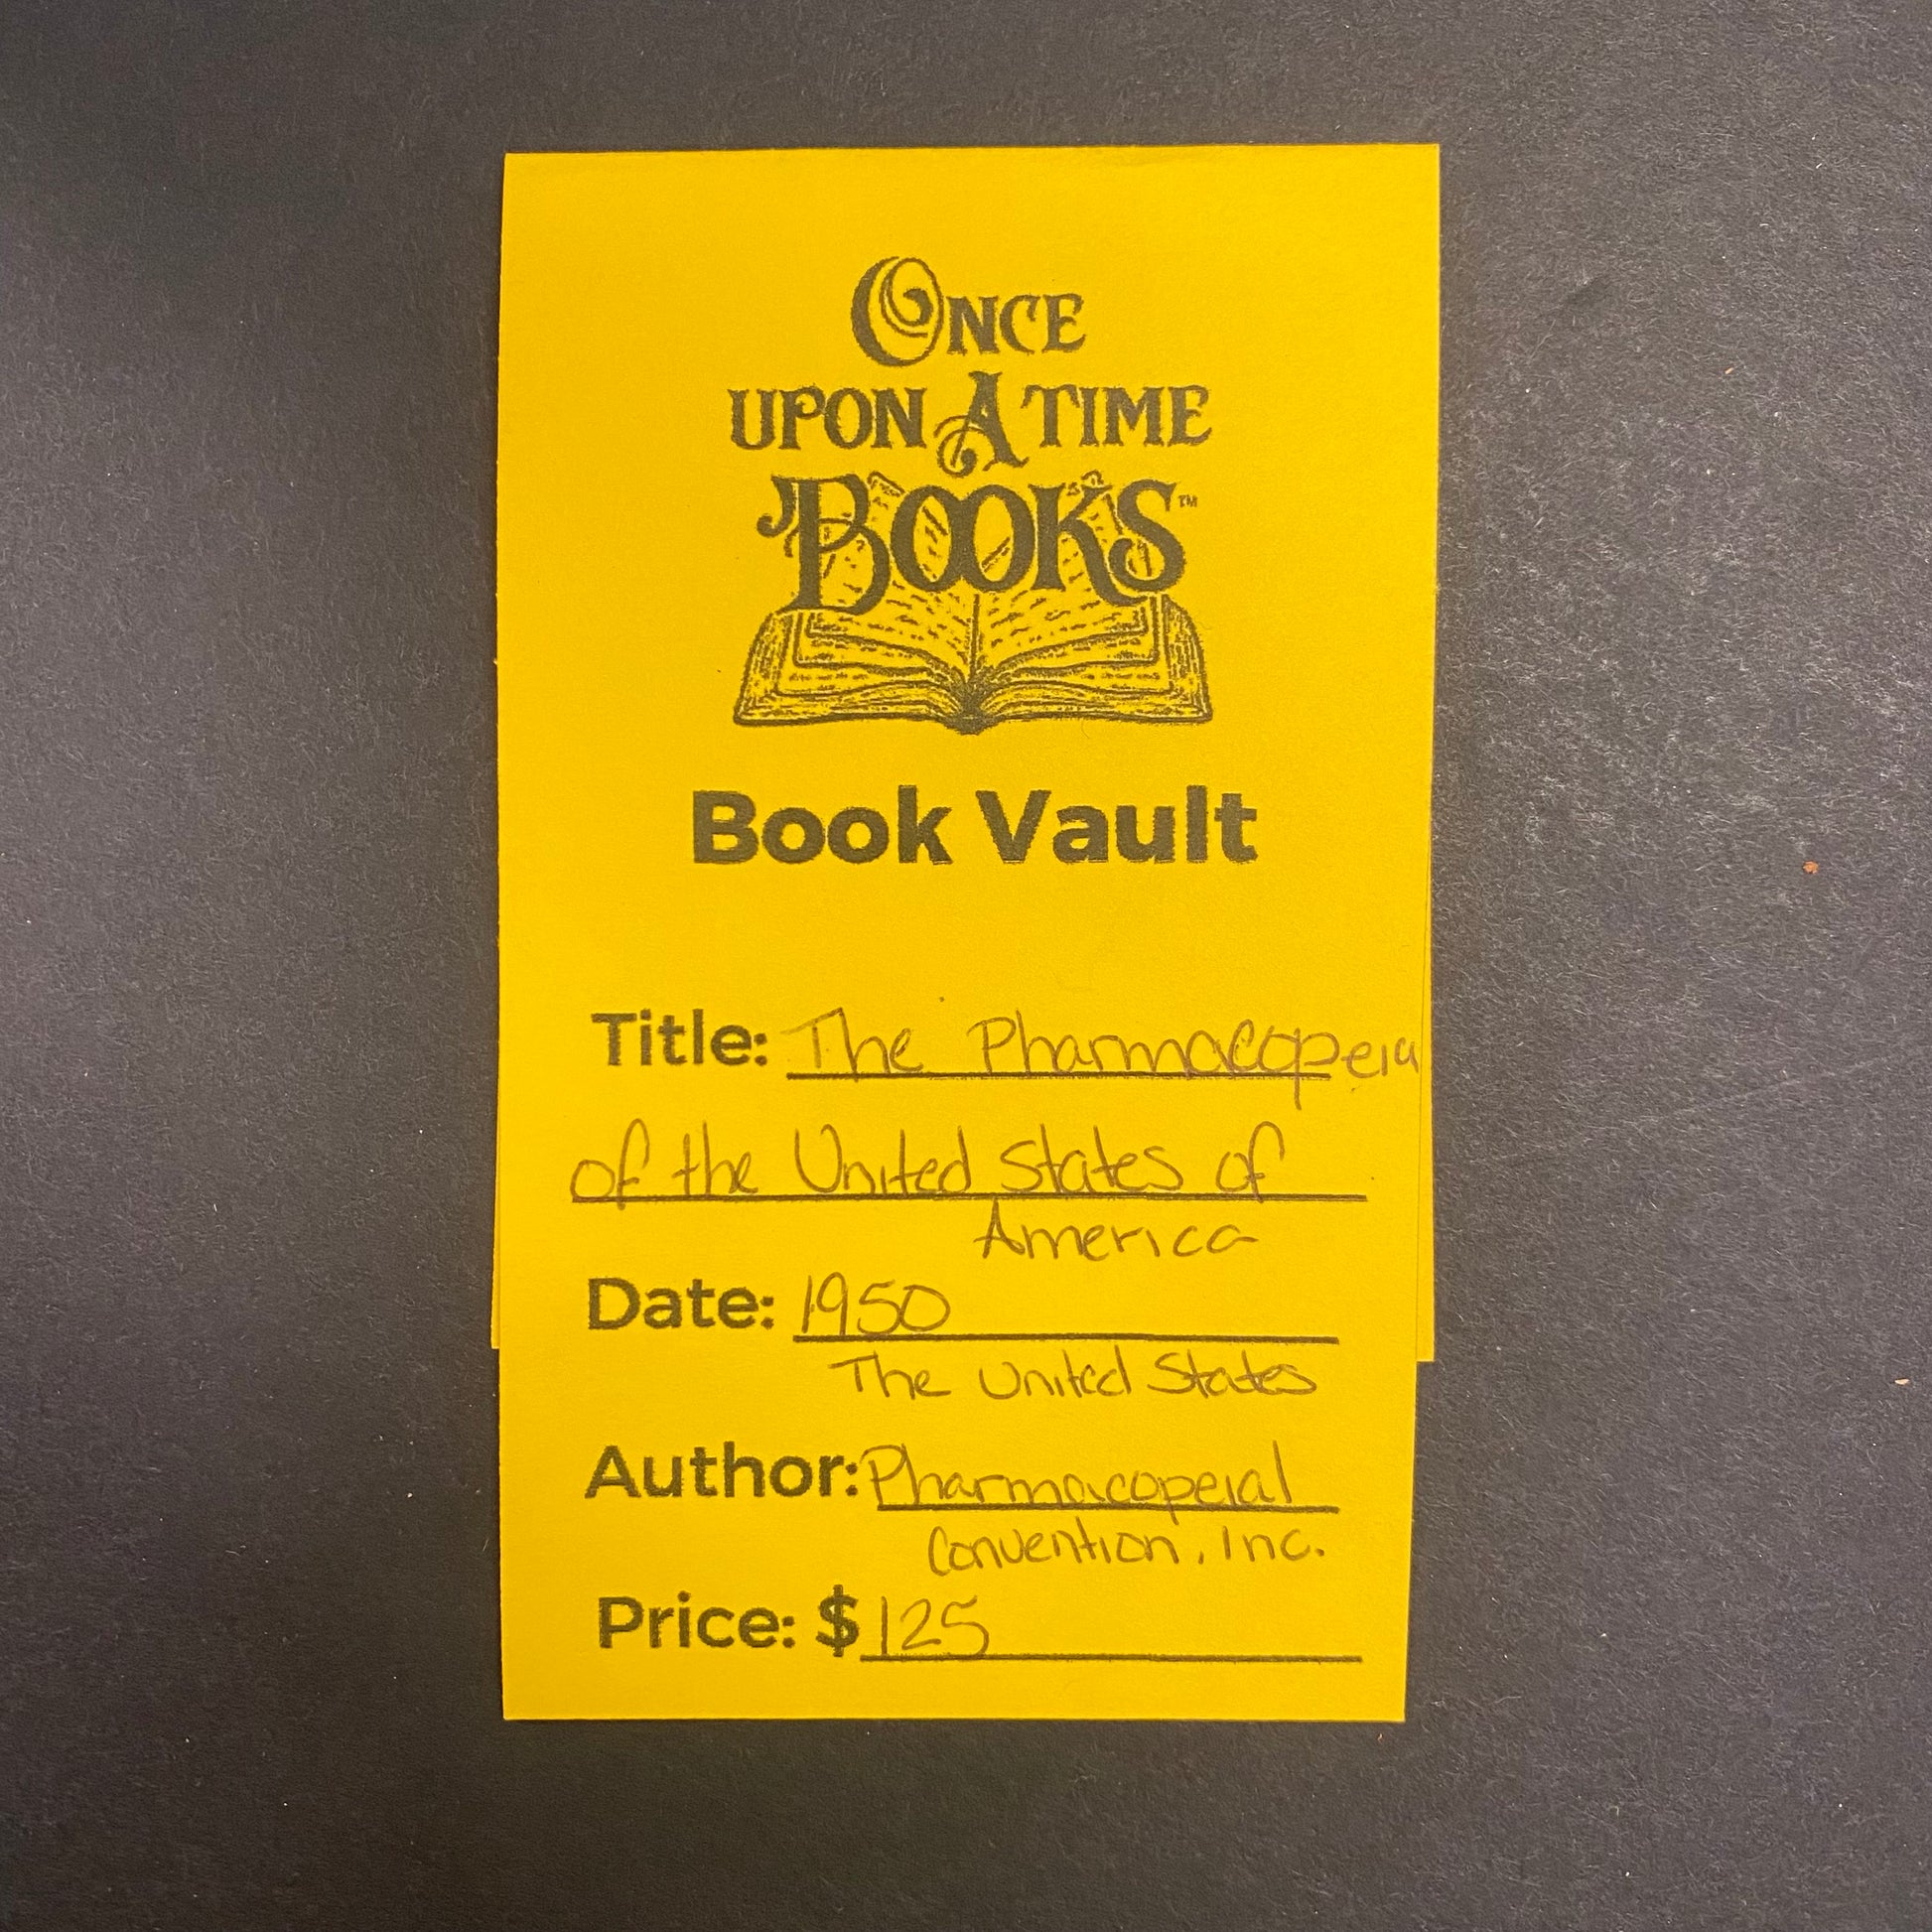 ONCE
UPON A TIME
BOOKS™
Book Vault
Title: The Pharmacopeia
of the United States of
America
Date: 1950
The United States
Author: Pharmacopeial
Convention, Inc.
Price: $125